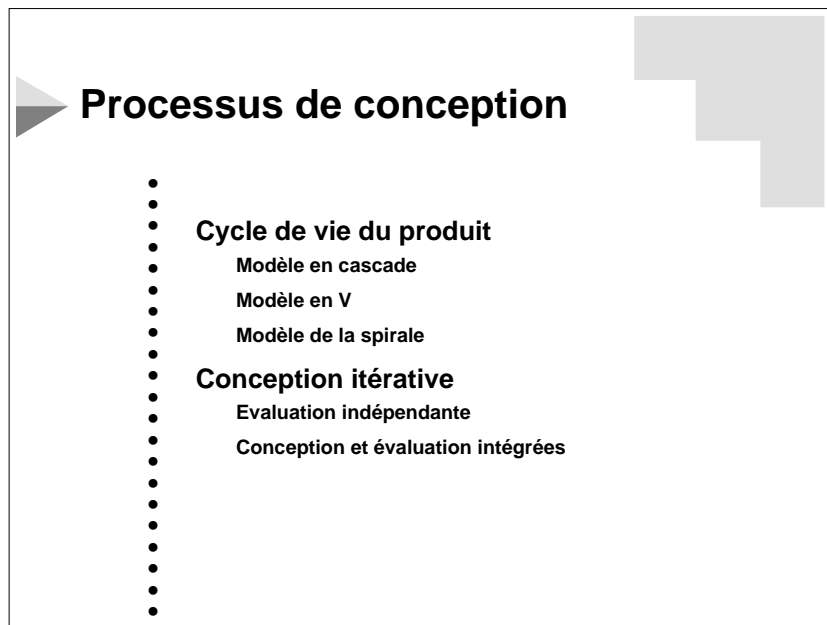 Processus de conception
Cycle de vie du produit
Modèle en cascade
Modèle en V
Modèle de la spirale
Conception itérative
Evaluation indépendante
Conception et évaluation intégrées